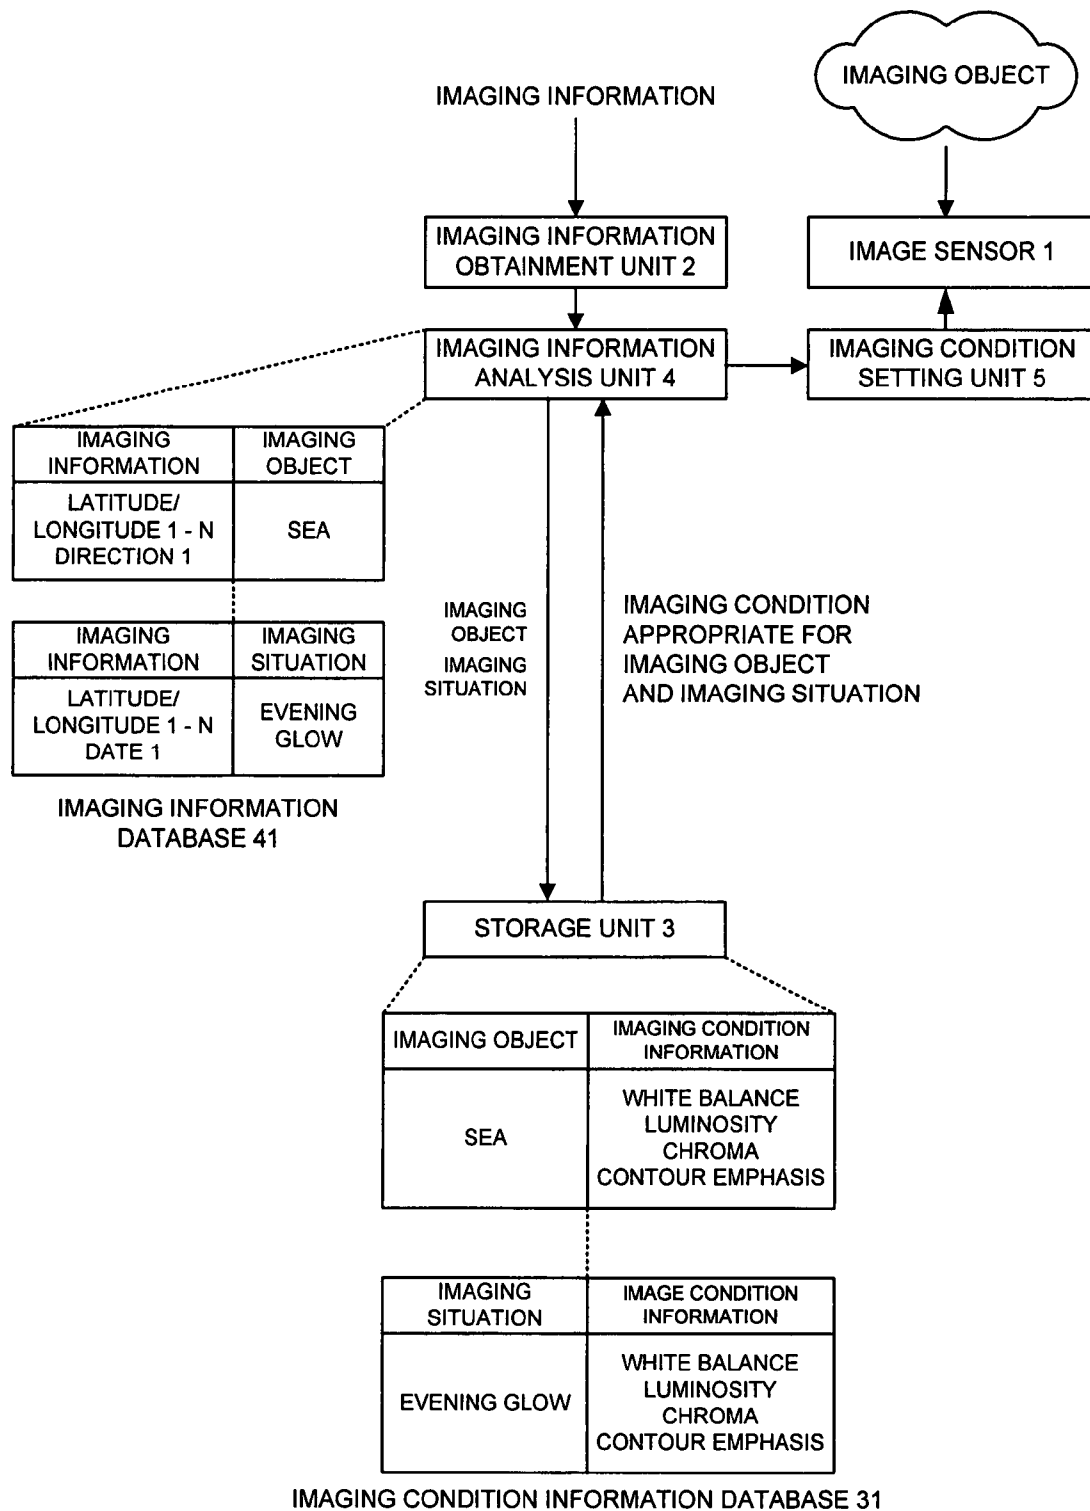 IMAGING OBJECT
IMAGING INFORMATION
IMAGING INFORMATION
OBTAINMENT UNIT 2
IMAGE SENSOR 1
IMAGING INFORMATION
ANALYSIS UNIT 4
IMAGING CONDITION
SETTING UNIT 5
IMAGING
INFORMATION
IMAGING
OBJECT
LATITUDE/
LONGITUDE 1 - N
DIRECTION 1
SEA
IMAGING
INFORMATION
IMAGING
SITUATION
LATITUDE/
LONGITUDE 1 - N
DATE 1
EVENING
GLOW
IMAGING INFORMATION
DATABASE 41
IMAGING
OBJECT
IMAGING
SITUATION
IMAGING CONDITION
APPROPRIATE FOR
IMAGING OBJECT
AND IMAGING SITUATION
STORAGE UNIT 3
IMAGING OBJECT
IMAGING CONDITION
INFORMATION
SEA
WHITE BALANCE
LUMINOSITY
CHROMA
CONTOUR EMPHASIS
IMAGING
SITUATION
IMAGE CONDITION
INFORMATION
EVENING GLOW
WHITE BALANCE
LUMINOSITY
CHROMA
CONTOUR EMPHASIS
IMAGING CONDITION INFORMATION DATABASE 31